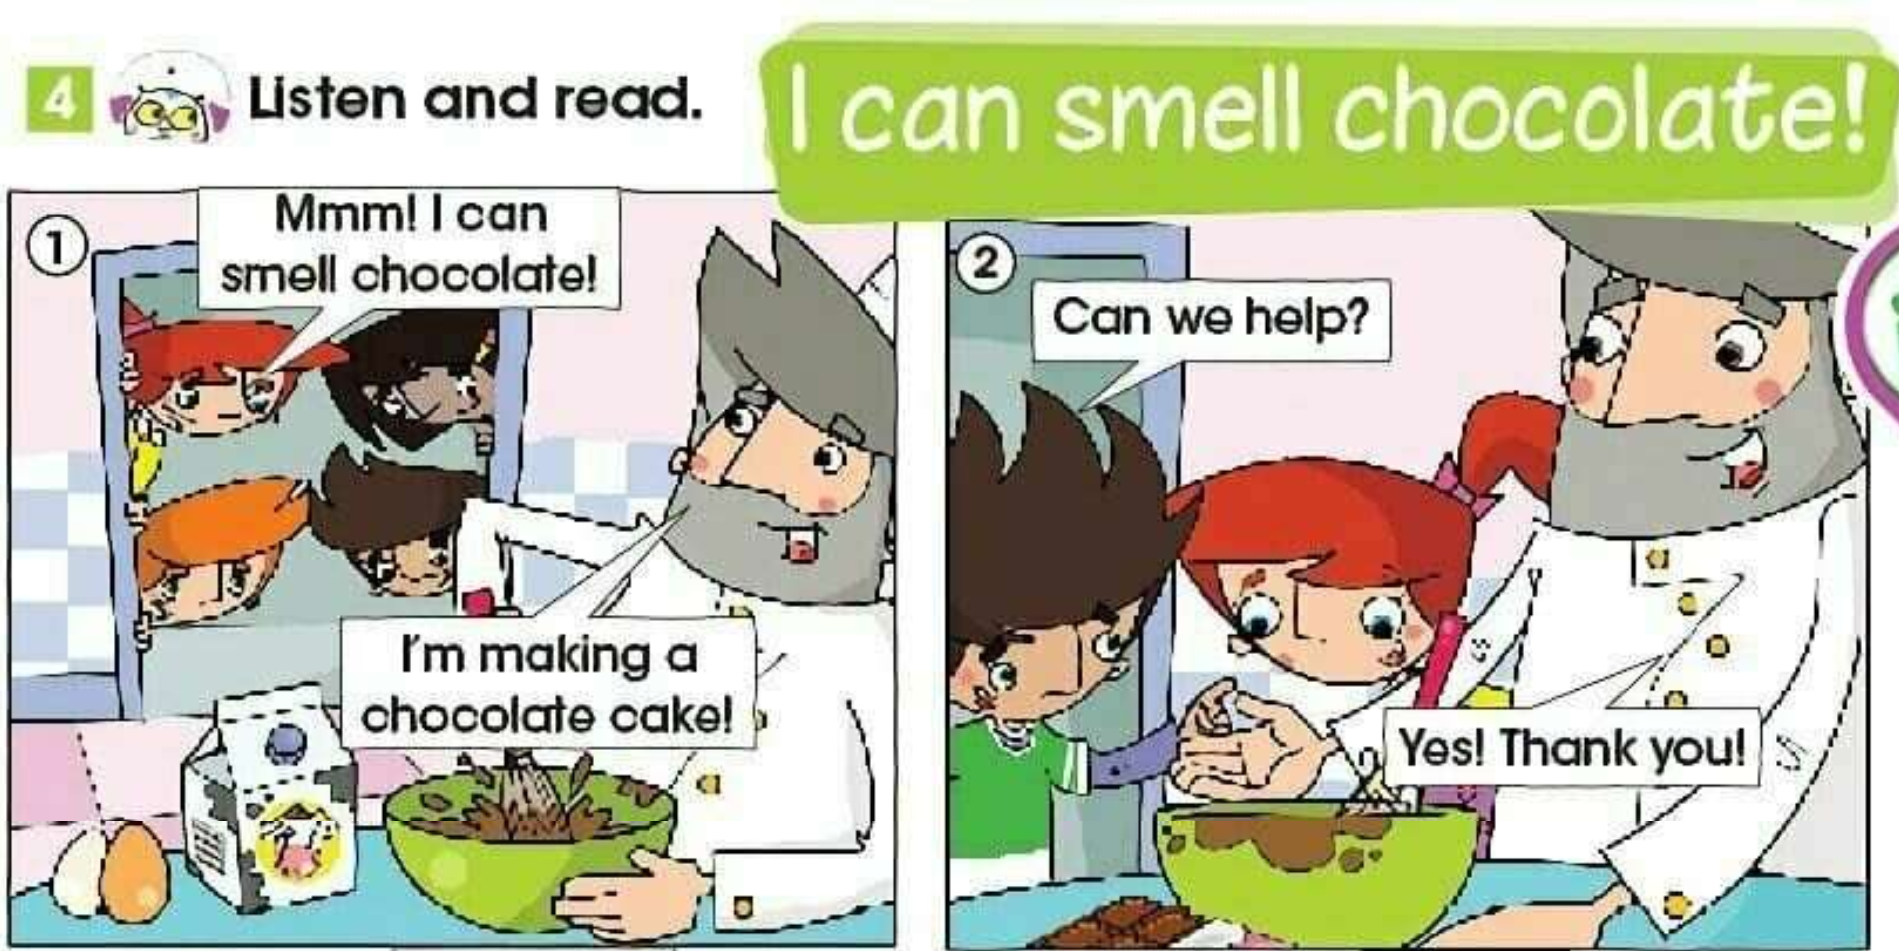 4 Listen and read.
I can smell chocolate!
1
Mmm! I can
smell chocolate!
I'm making a
chocolate cake!
2
Can we help?
Yes! Thank you!